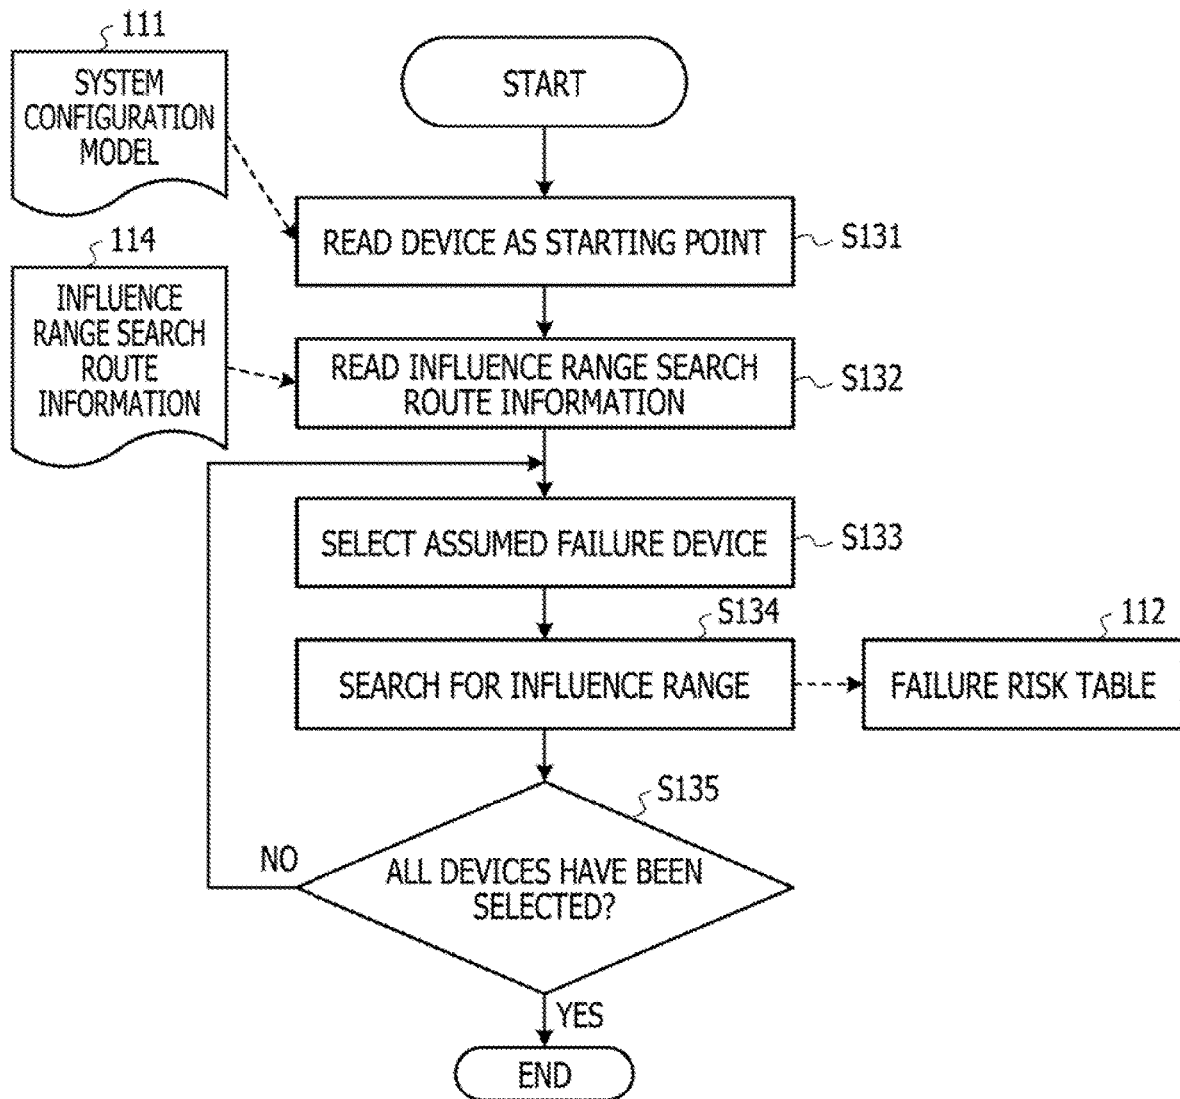 111
SYSTEM
CONFIGURATION
MODEL
START
READ DEVICE AS STARTING POINT
S131
114
INFLUENCE
RANGE SEARCH
ROUTE
INFORMATION
READ INFLUENCE RANGE SEARCH
ROUTE INFORMATION
S132
SELECT ASSUMED FAILURE DEVICE
S133
S134
SEARCH FOR INFLUENCE RANGE
112
FAILURE RISK TABLE
S135
NO
ALL DEVICES HAVE BEEN
SELECTED?
YES
END